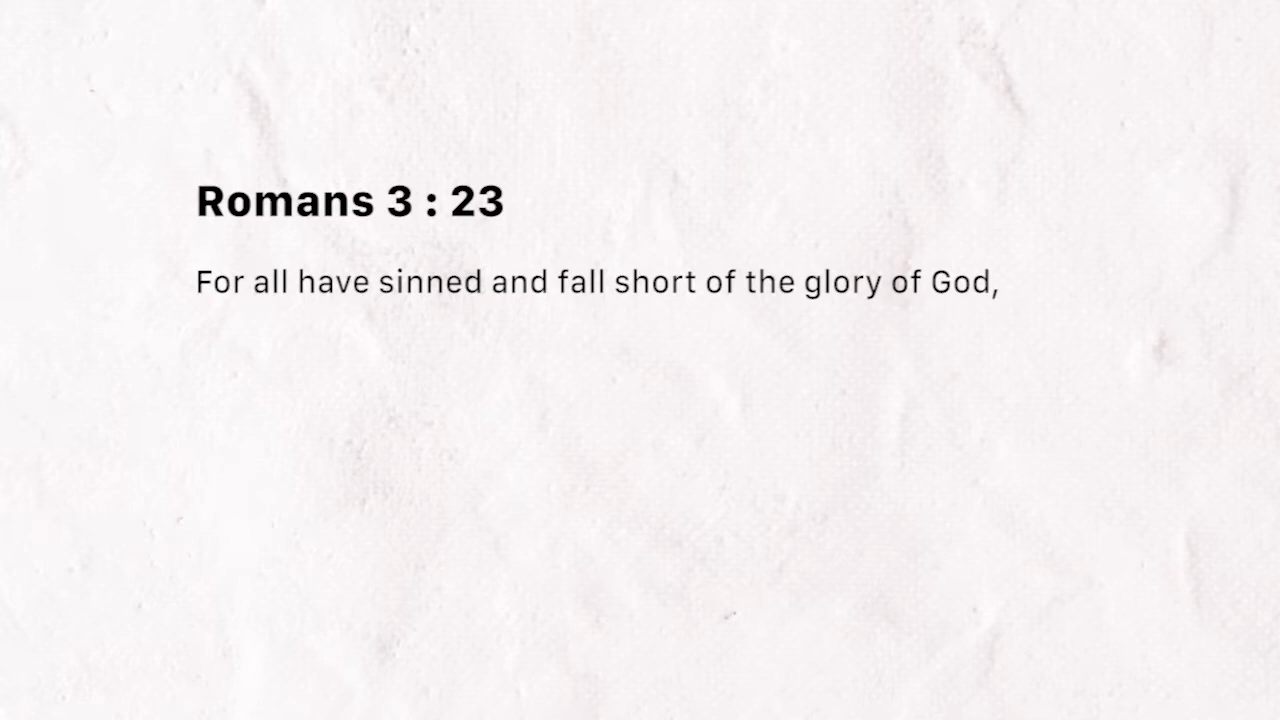 Romans 3 : 23
For all have sinned and fall short of the glory of God,